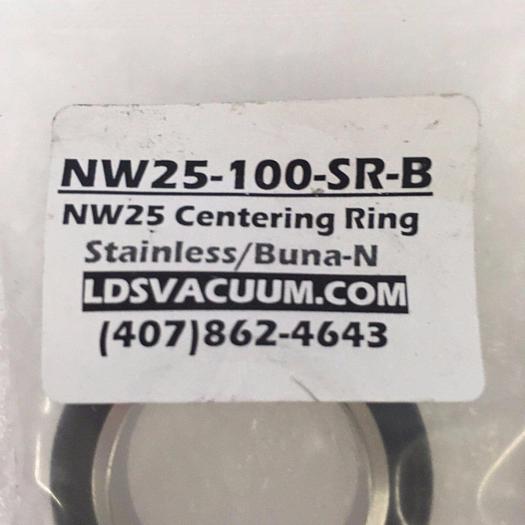 NW25-100-SR-B
NW25 Centering Ring
Stainless/Buna-N
LDSVACUUM.COM
(407)862-4643